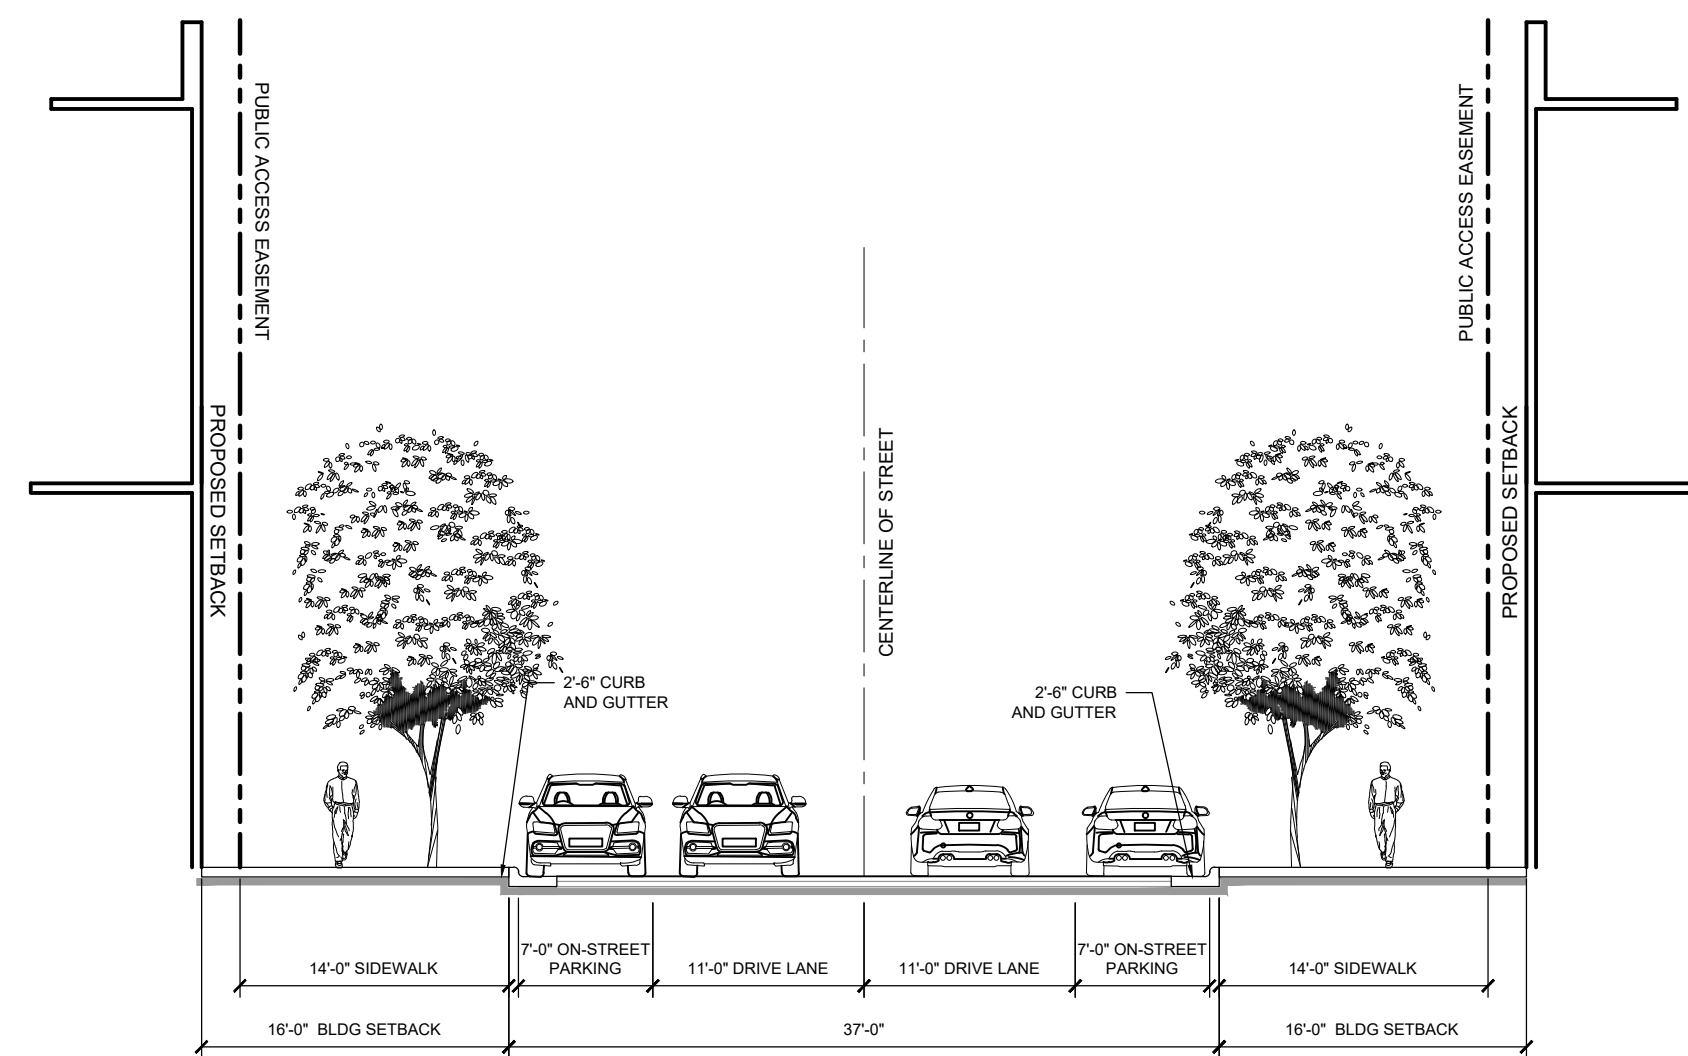 PUBLIC ACCESS EASEMENT
PUBLIC ACCESS EASEMENT
PROPOSED SETBACK
PROPOSED SETBACK
CENTERLINE OF STREET
2'-6" CURB
AND GUTTER
2'-6" CURB
AND GUTTER
14'-0" SIDEWALK
7'-0" ON-STREET
PARKING
11'-0" DRIVE LANE
11'-0" DRIVE LANE
7'-0" ON-STREET
PARKING
14'-0" SIDEWALK
16'-0" BLDG SETBACK
37'-0"
16'-0" BLDG SETBACK